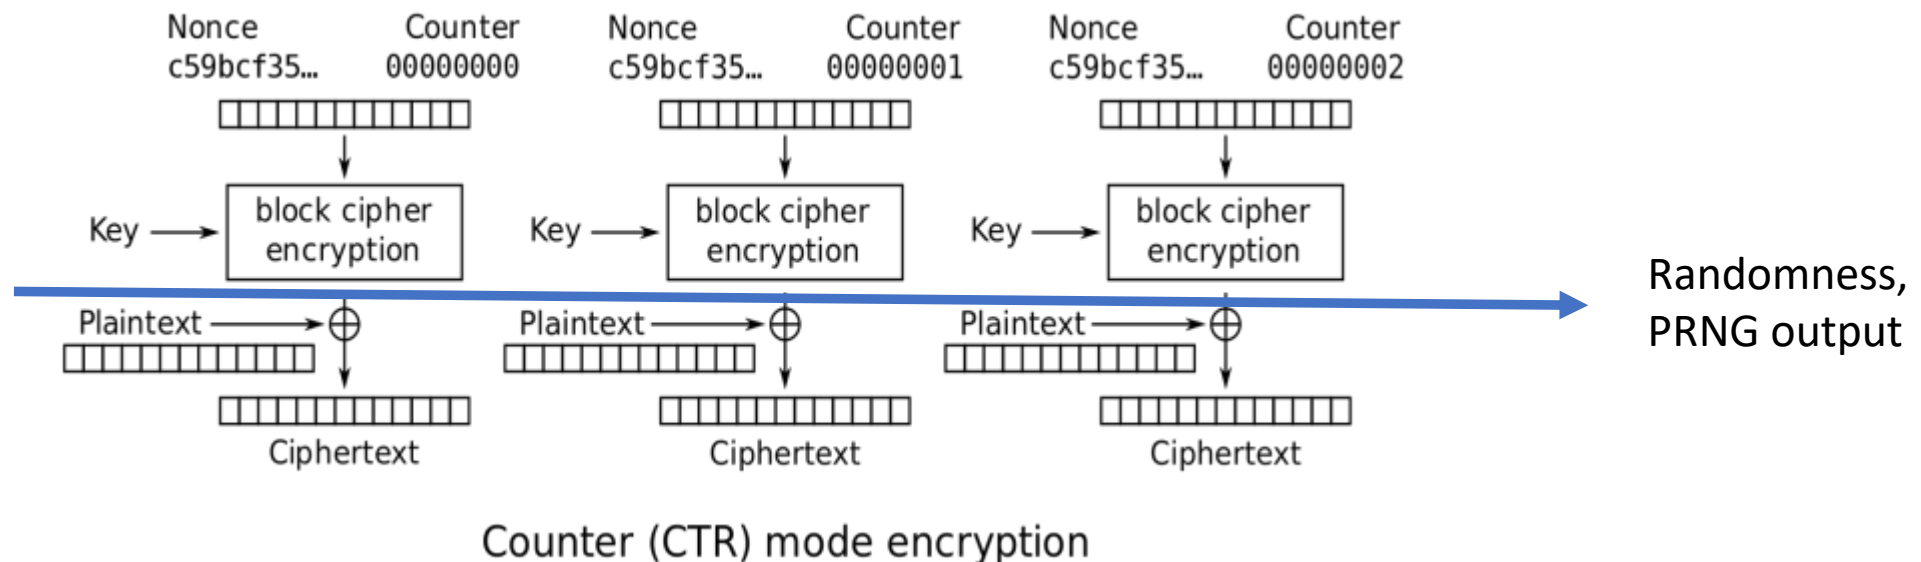 Nonce Counter Nonce Counter Nonce Counter
c59bcf35… 00000000 c59bcf35… 00000001 c59bcf35… 00000002
block cipher block cipher block cipher
Key encryption Key encryption Key encryption
Randomness,
PRNG output
Plaintext Plaintext Plaintext
Ciphertext Ciphertext Ciphertext
Counter (CTR) mode encryption